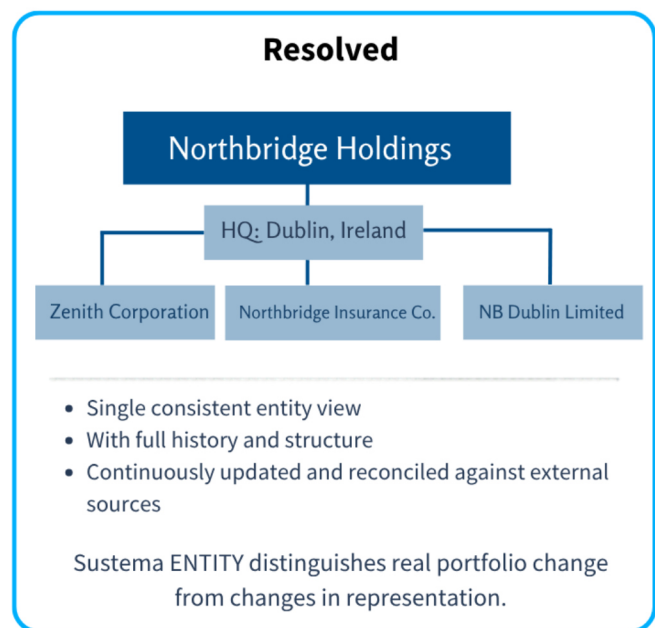 Resolved
Northbridge Holdings
HQ: Dublin, Ireland
Zenith Corporation
Northbridge Insurance Co.
NB Dublin Limited
• Single consistent entity view
• With full history and structure
• Continuously updated and reconciled against external
sources
Sustema ENTITY distinguishes real portfolio change
from changes in representation.